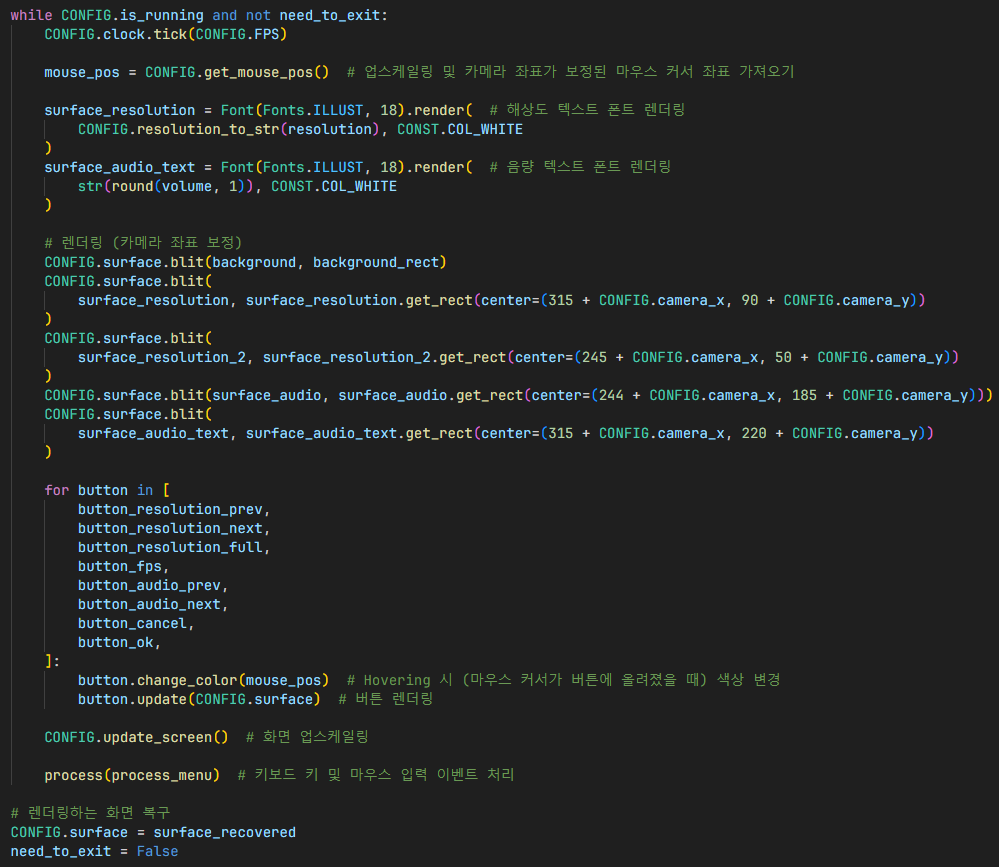 while CONFIG.is_running and not need_to_exit:
    CONFIG.clock.tick(CONFIG.FPS)

    mouse_pos = CONFIG.get_mouse_pos()  # 업스케일링 및 카메라 좌표가 보정된 마우스 커서 좌표 가져오기

    surface_resolution = Font(Fonts.ILLUST, 18).render(  # 해상도 텍스트 폰트 렌더링
        CONFIG.resolution_to_str(resolution), CONST.COL_WHITE
    )
    surface_audio_text = Font(Fonts.ILLUST, 18).render(  # 음량 텍스트 폰트 렌더링
        str(round(volume, 1)), CONST.COL_WHITE
    )

    # 렌더링 (카메라 좌표 보정)
    CONFIG.surface.blit(background, background_rect)
    CONFIG.surface.blit(
        surface_resolution, surface_resolution.get_rect(center=(315 + CONFIG.camera_x, 90 + CONFIG.camera_y))
    )
    CONFIG.surface.blit(
        surface_resolution_2, surface_resolution_2.get_rect(center=(245 + CONFIG.camera_x, 50 + CONFIG.camera_y))
    )
    CONFIG.surface.blit(surface_audio, surface_audio.get_rect(center=(244 + CONFIG.camera_x, 185 + CONFIG.camera_y)))
    CONFIG.surface.blit(
        surface_audio_text, surface_audio_text.get_rect(center=(315 + CONFIG.camera_x, 220 + CONFIG.camera_y))
    )

    for button in [
        button_resolution_prev,
        button_resolution_next,
        button_resolution_full,
        button_fps,
        button_audio_prev,
        button_audio_next,
        button_cancel,
        button_ok,
    ]:
        button.change_color(mouse_pos)  # Hovering 시 (마우스 커서가 버튼에 올려졌을 때) 색상 변경
        button.update(CONFIG.surface)  # 버튼 렌더링

    CONFIG.update_screen()  # 화면 업스케일링

    process(process_menu)  # 키보드 키 및 마우스 입력 이벤트 처리

# 렌더링하는 화면 복구
CONFIG.surface = surface_recovered
need_to_exit = False